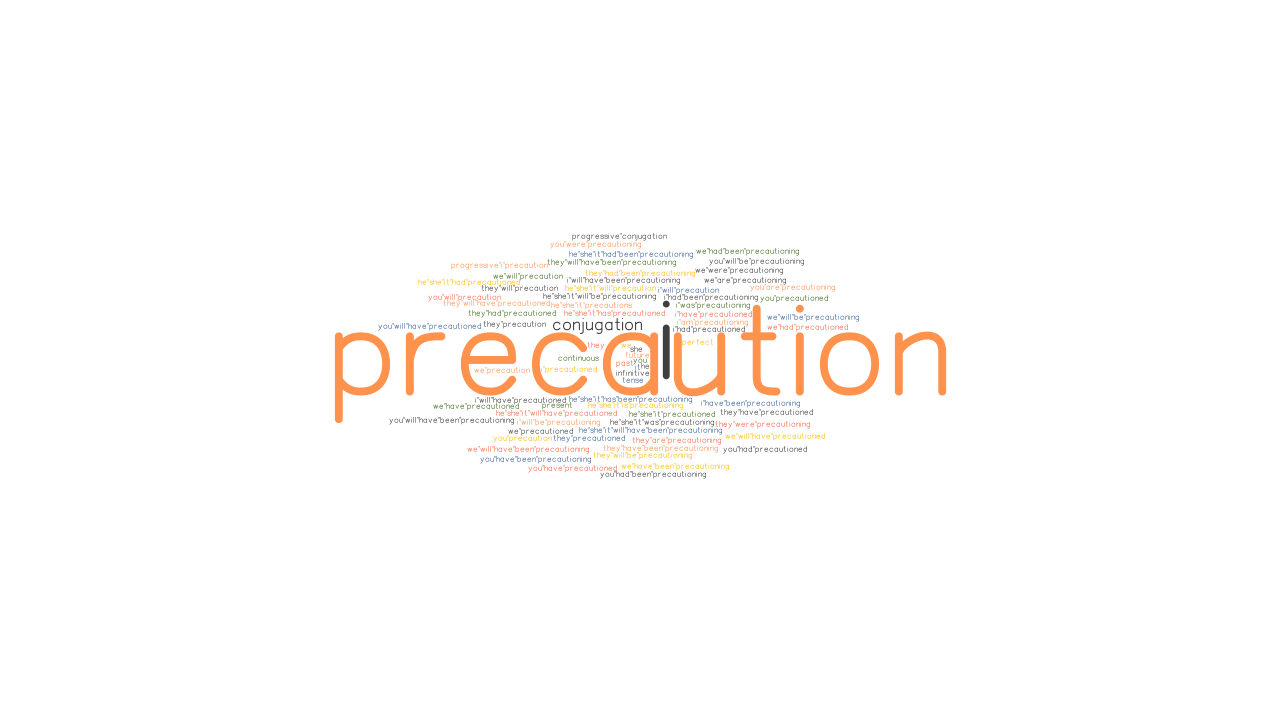 progressive"conjugation
you"were"precautioning
we"had"been"precautioning
he"she"it"had"been"precautioning
they"will"have"been"precautioning
you"will"be"precautioning
progressive"i"precaution
we"were"precautioning
they"had"been"precautioning
we"will"precaution
i"will"have"been"precautioning
we"are"precautioning
he"she"it"had"precautioned
they"will"precaution
he"she"it"will"precaution
i"will"precaution
you"are"precautioning
you"will"precaution
he"she"it"will"be"precautioning
i"had"been"precautioning
you"precautioned
they"will"have"precautioned
he"she"it"precautions
i"was"precautioning
they"had"precautioned
he"she"it"has"precautioned
i"have"precautioned
we"will"be"precautioning
you"will"have"precautioned
they"precaution
conjugation
i"am"precautioning
i"had"precautioned
we"had"precautioned
precaution
i
they
we
she
perfect
continuous
future
you
past
it
he
we"precaution
precautioned
infinitive
tense
i"will"have"precautioned
he"she"it"has"been"precautioning
we"have"precautioned
present
he"she"it"is"precautioning
i"have"been"precautioning
he"she"it"will"have"precautioned
he"she"it"precautioned
they"have"precautioned
you"will"have"been"precautioning
i"will"be"precautioning
he"she"it"was"precautioning
they"were"precautioning
we"precautioned
he"she"it"will"have"been"precautioning
you"precaution
they"precautioned
they"are"precautioning
we"will"have"precautioned
we"will"have"been"precautioning
they"have"been"precautioning
you"had"precautioned
you"have"been"precautioning
they"will"be"precautioning
you"have"precautioned
we"have"been"precautioning
you"had"been"precautioning